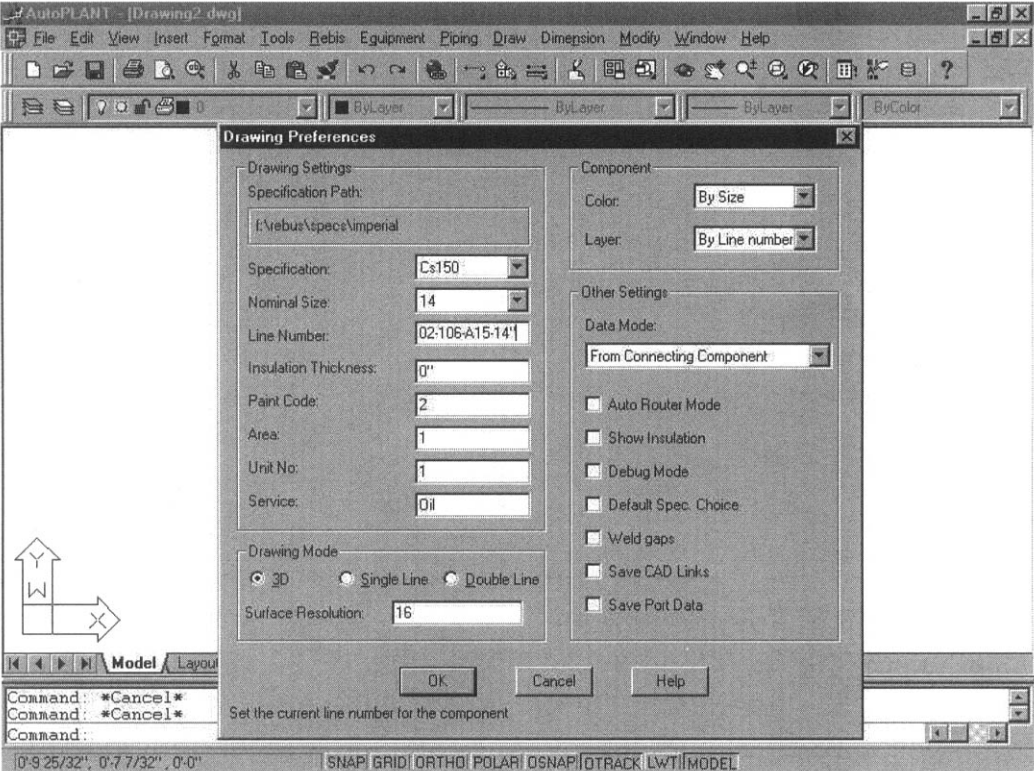 AutoPLANT - [Drawing2.dwg]
File Edit View Insert Format Tools Rebis Equipment Piping Draw Dimension Modify Window Help
0 ByLayer ByLayer ByLayer ByColor
Drawing Preferences
Drawing Settings
Specification Path:
f:\rebus\specs\imperial
Specification: Cs150
Nominal Size: 14
Line Number: 02-106-A15-14"
Insulation Thickness: 0"
Paint Code: 2
Area: 1
Unit No: 1
Service: Oil
Drawing Mode
3D Single Line Double Line
Surface Resolution: 16
Component
Color: By Size
Layer: By Line number
Other Settings
Data Mode:
From Connecting Component
Auto Router Mode
Show Insulation
Debug Mode
Default Spec. Choice
Weld gaps
Save CAD Links
Save Port Data
OK Cancel Help
Set the current line number for the component
Y
W
X
Model Layou
Command: *Cancel*
Command: *Cancel*
Command:
0'-9 25/32", 0'-7 7/32", 0'-0" SNAP GRID ORTHO POLAR OSNAP OTRACK LWT MODEL